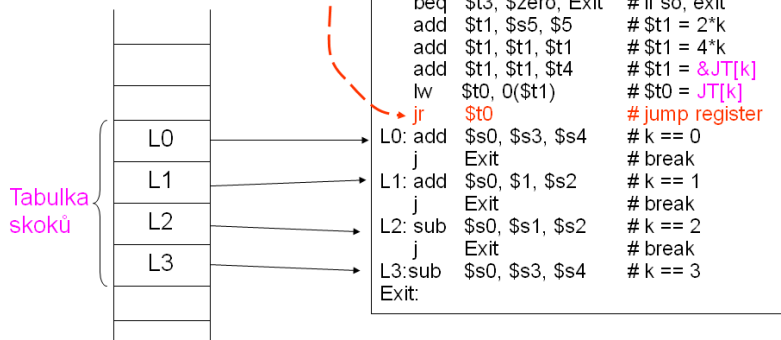 beq $t3, $zero, Exit # if so, exit
add $t1, $s5, $5 # $t1 = 2*k
add $t1, $t1, $t1 # $t1 = 4*k
add $t1, $t1, $t4 # $t1 = &JT[k]
lw $t0, 0($t1) # $t0 = JT[k]
jr $t0 # jump register
L0: add $s0, $s3, $s4 # k == 0
j Exit # break
L1: add $s0, $1, $s2 # k == 1
j Exit # break
L2: sub $s0, $s1, $s2 # k == 2
j Exit # break
L3:sub $s0, $s3, $s4 # k == 3
Exit:
Tabulka
skoků
L0
L1
L2
L3